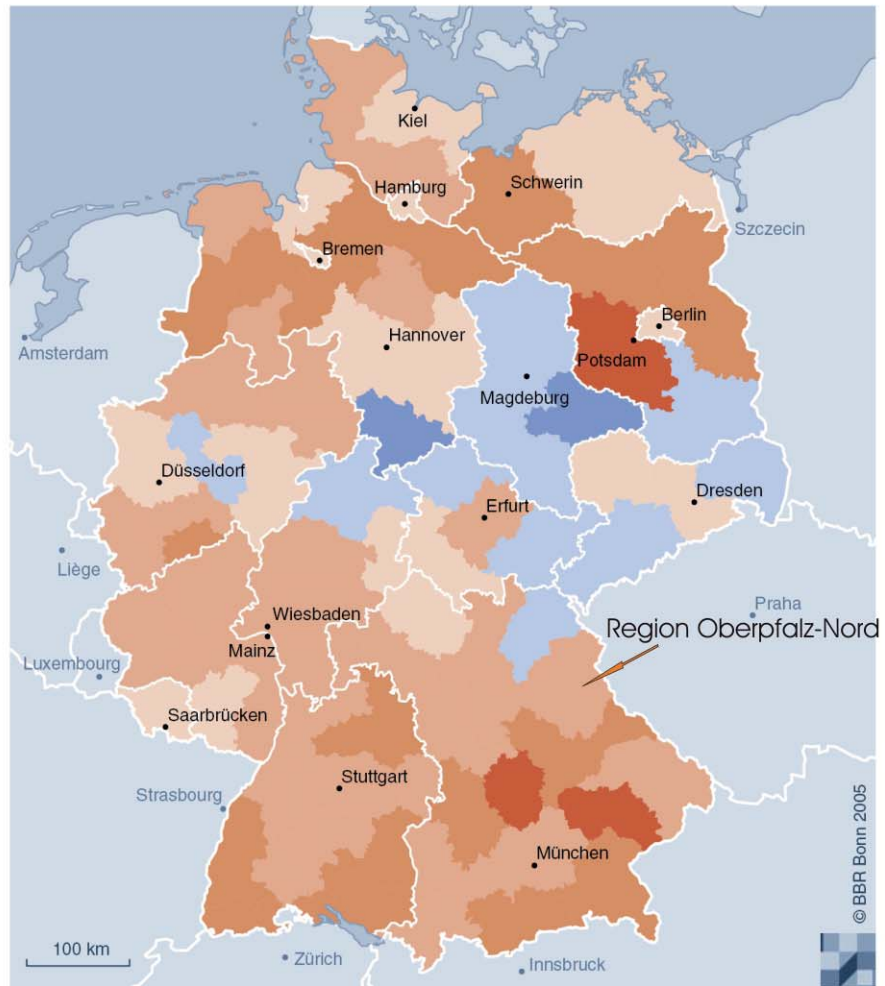 Kiel
Hamburg
Schwerin
Szczecin
Bremen
Berlin
Amsterdam
Hannover
Potsdam
Magdeburg
Düsseldorf
Dresden
Erfurt
Liège
Praha
Wiesbaden
Region Oberpfalz-Nord
Mainz
Luxembourg
Saarbrücken
Stuttgart
Strasbourg
München
© BBR Bonn 2005
100 km
Zürich
Innsbruck